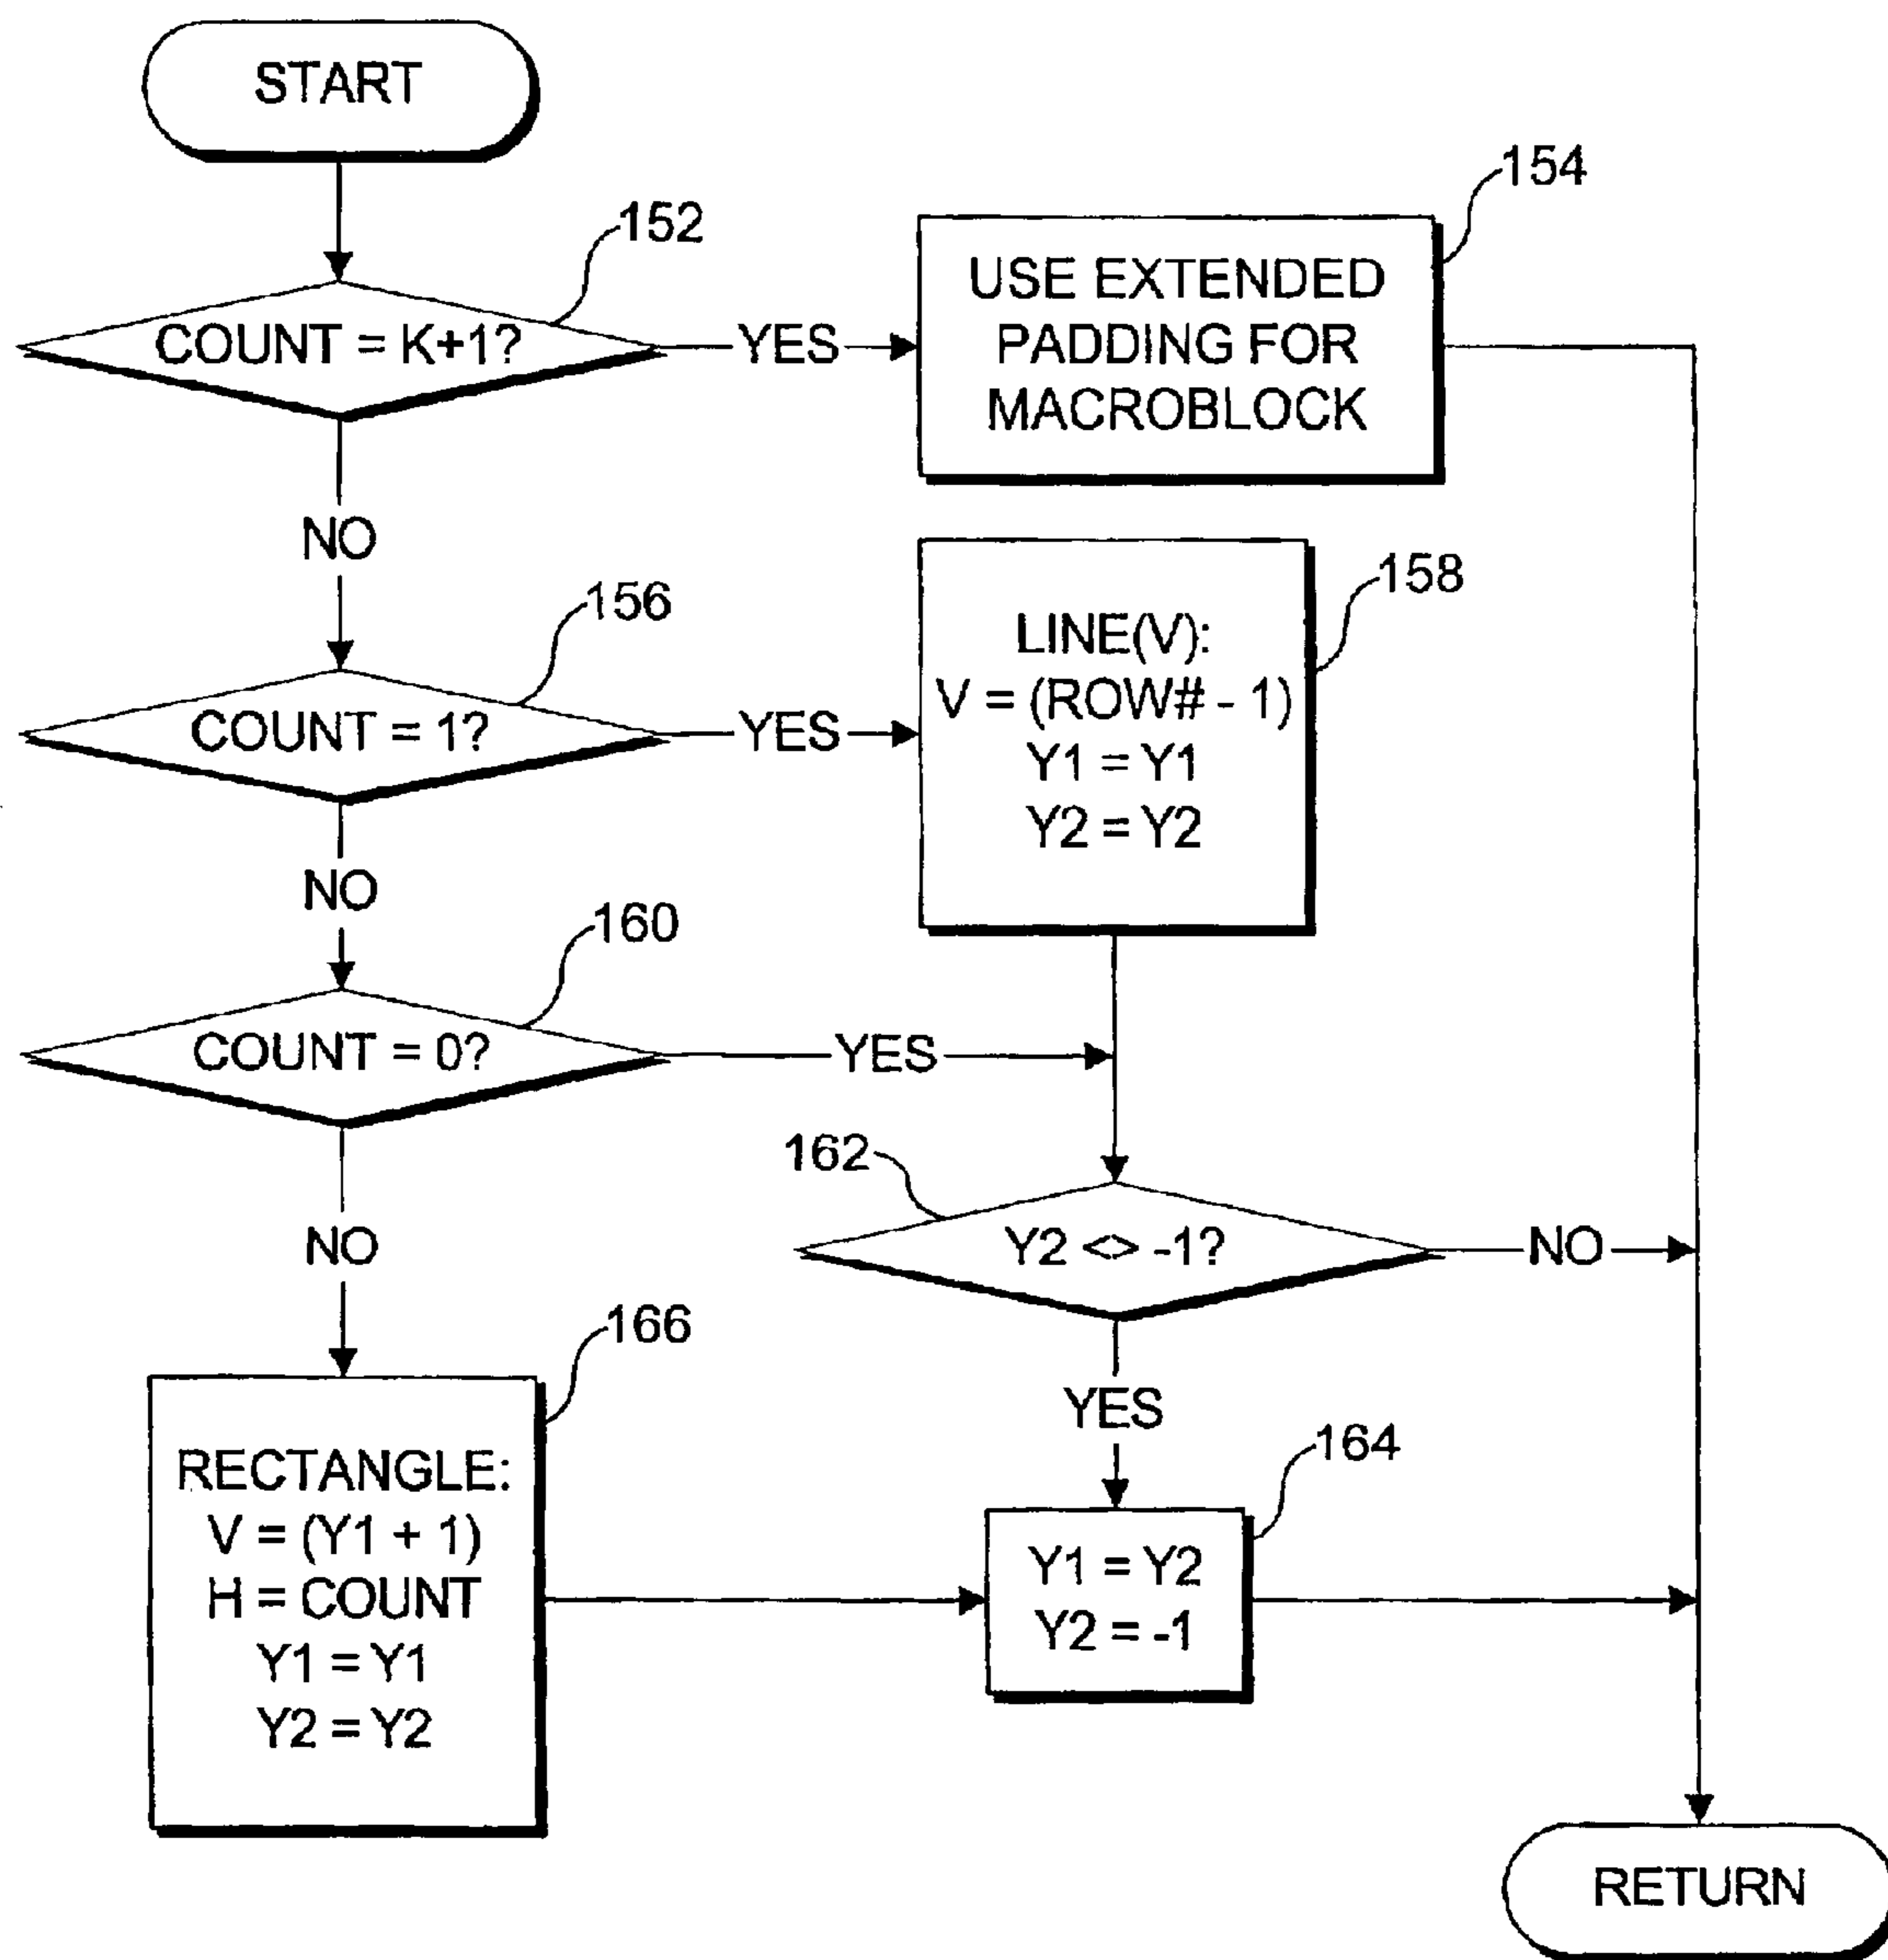 START
152
COUNT = K+1?
YES
154
USE EXTENDED
PADDING FOR
MACROBLOCK
NO
156
COUNT = 1?
YES
158
LINE(V):
V = (ROW# - 1)
Y1 = Y1
Y2 = Y2
NO
160
COUNT = 0?
YES
162
Y2 <> -1?
NO
NO
YES
166
RECTANGLE:
V = (Y1 + 1)
H = COUNT
Y1 = Y1
Y2 = Y2
164
Y1 = Y2
Y2 = -1
RETURN